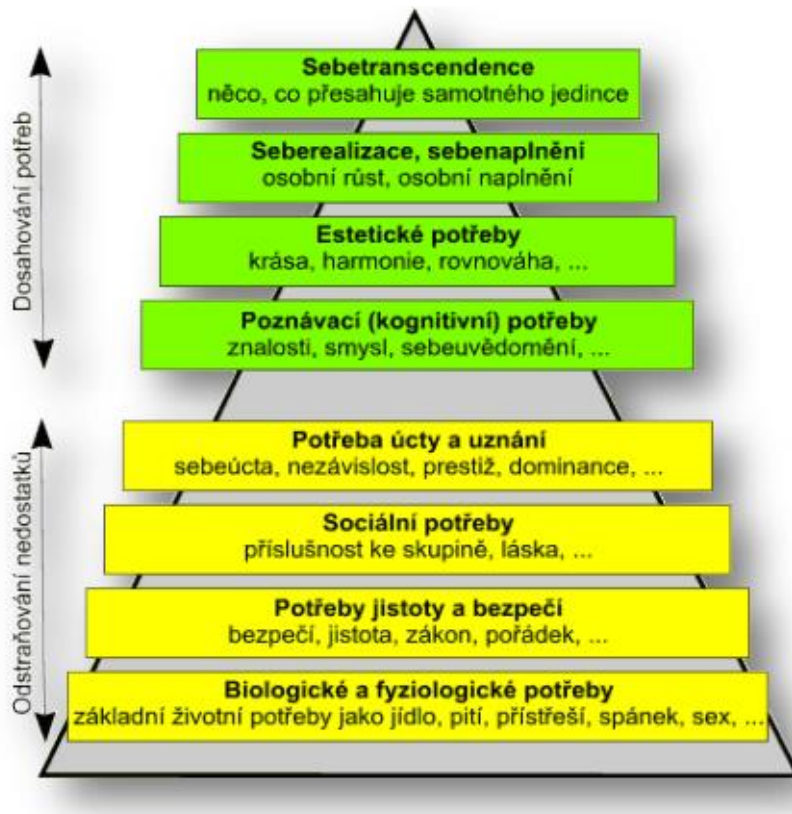 Dosahování potřeb
Sebetranscendence
něco, co přesahuje samotného jedince
Seberealizace, sebenaplnění
osobní růst, osobní naplnění
Estetické potřeby
krása, harmonie, rovnováha, ...
Poznávací (kognitivní) potřeby
znalosti, smysl, sebeuvědomění, ...
Odstraňování nedostatků
Potřeba úcty a uznání
sebeúcta, nezávislost, prestiž, dominance, ...
Sociální potřeby
příslušnost ke skupině, láska, ...
Potřeby jistoty a bezpečí
bezpečí, jistota, zákon, pořádek, ...
Biologické a fyziologické potřeby
základní životní potřeby jako jídlo, pití, přístřeší, spánek, sex, ...